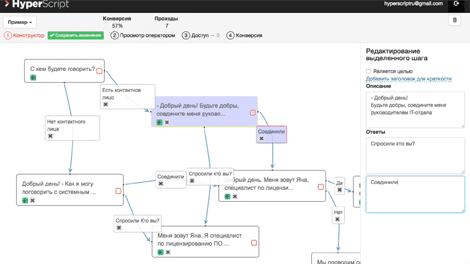 HyperScript
hyperscriptru@gmail.com
Пример
Конверсия
57%
Проходы
7
1 Конструктор
Сохранить изменения
2 Просмотр оператором
3 Доступ
4 Конверсия
С кем будете говорить?
Есть контактное
лицо
- Добрый день! Будьте добры,
соедините меня руково...
Соединили
Нет контактного
лица
Добрый день! - Как я могу
поговорить с системным ...
Соединили
Спросили кто вы?
Добрый день. Меня зовут Яна,
специалист по лицензи...
Да
Нет
Спросили Кто вы?
Меня зовут Яна. Я специалист
по лицензированию ПО ...
Мы проводим
Редактирование
выделенного шага
Является целью
Добавить заголовок для краткости
Описание
- Добрый день!
Будьте добры, соедините меня
руководителем IT-отдела
Ответы
Спросили кто вы?
Соединили